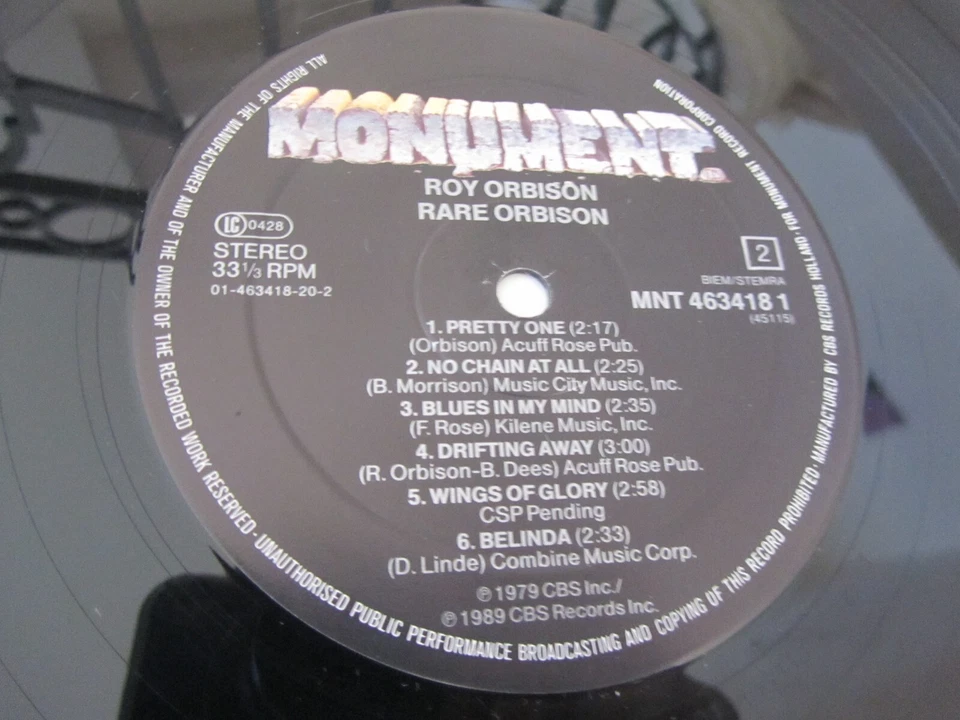 MONUMENT
ROY ORBISON
RARE ORBISON
LC 0428
STEREO
33 1/3 RPM
01-463418-20-2
2
BIEM/STEMRA
MNT 463418 1
(45115)
1. PRETTY ONE (2:17)
(Orbison) Acuff Rose Pub.
2. NO CHAIN AT ALL (2:25)
(B. Morrison) Music City Music, Inc.
3. BLUES IN MY MIND (2:35)
(F. Rose) Kilene Music, Inc.
4. DRIFTING AWAY (3:00)
(R. Orbison-B. Dees) Acuff Rose Pub.
5. WINGS OF GLORY (2:58)
CSP Pending
6. BELINDA (2:33)
(D. Linde) Combine Music Corp.
℗ 1979 CBS Inc./
℗ 1989 CBS Records Inc.
ALL RIGHTS OF THE MANUFACTURER AND OF THE OWNER OF THE RECORDED WORK RESERVED · UNAUTHORISED PUBLIC PERFORMANCE BROADCASTING AND COPYING OF THIS RECORD PROHIBITED · MANUFACTURED BY CBS RECORDS HOLLAND · FOR MONUMENT RECORD CORPORATION